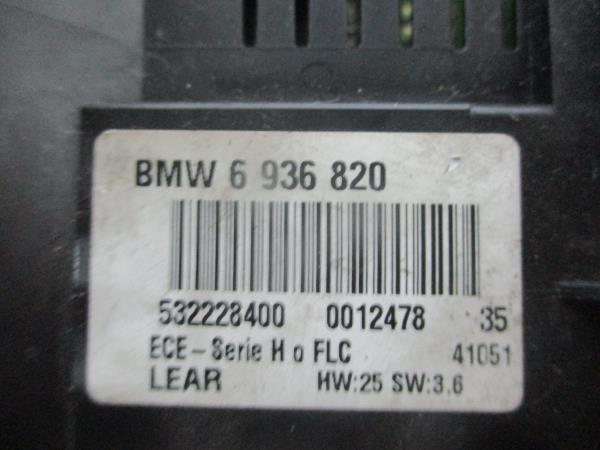 BMW 6 936 820
532228400 0012478 35
ECE-Serie H o FLC 41051
LEAR HW:25 SW:3.6